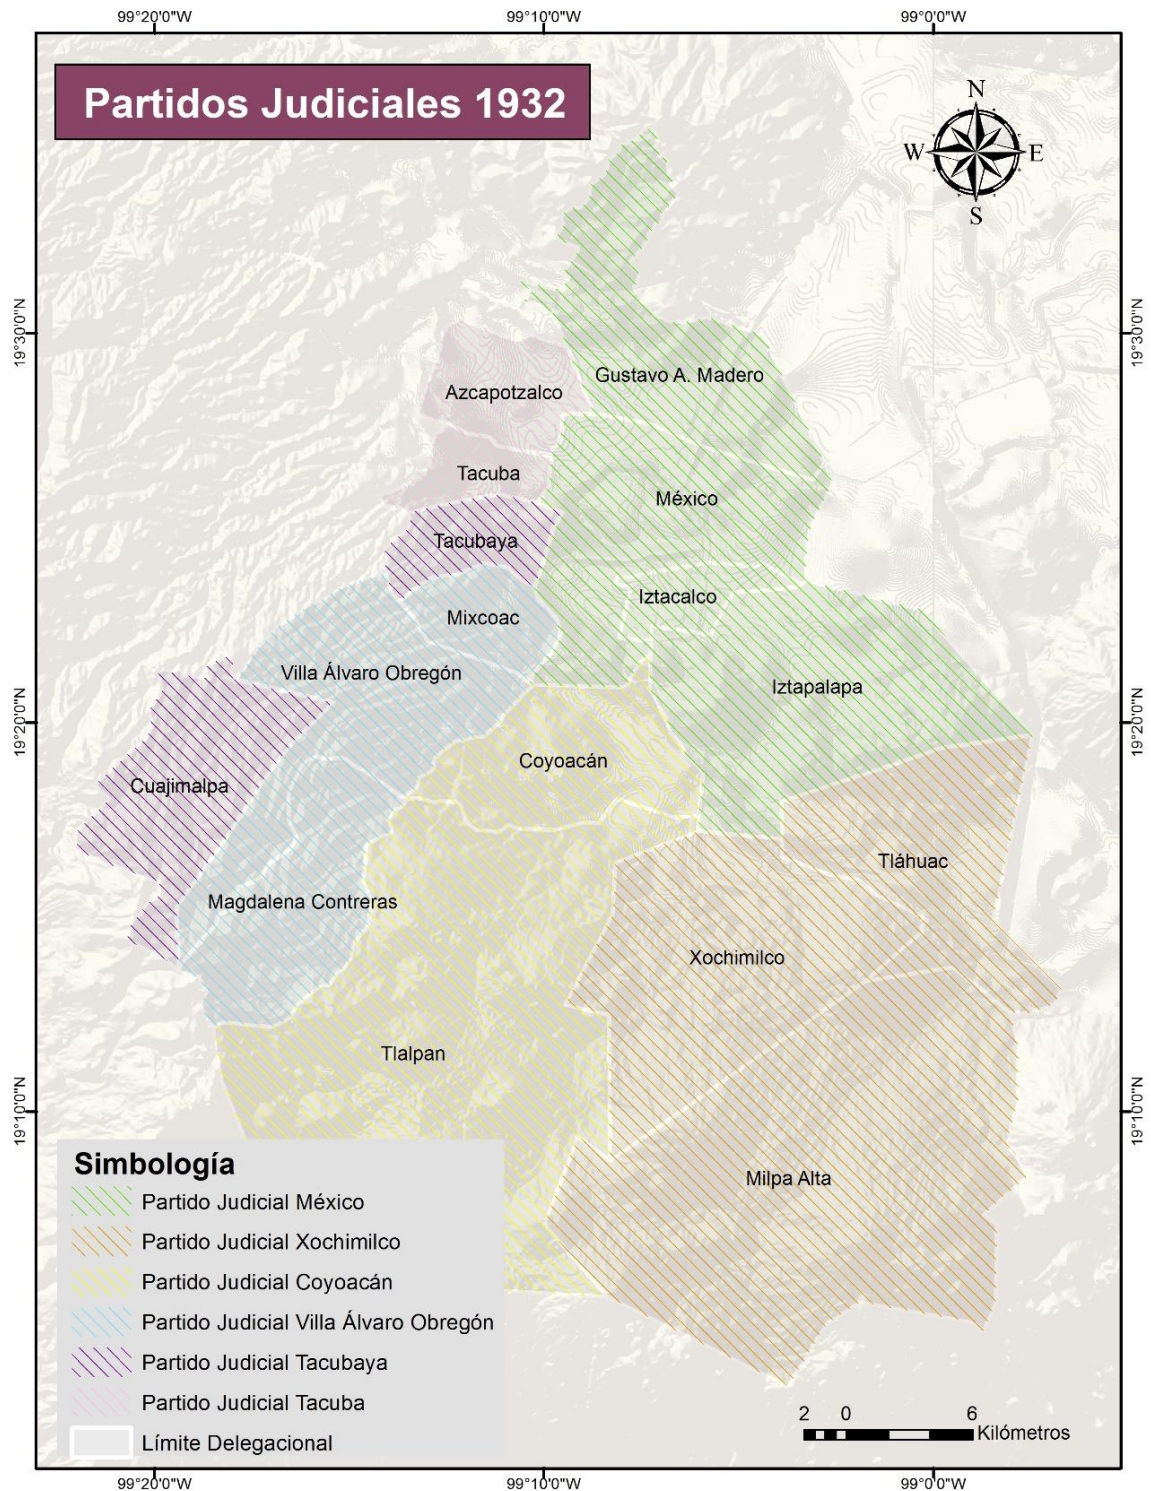 99°20'0"W
99°10'0"W
99°0'0"W
Partidos Judiciales 1932
N
W
E
S
19°30'0"N
19°30'0"N
Gustavo A. Madero
Azcapotzalco
Tacuba
México
Tacubaya
Iztacalco
Mixcoac
Villa Álvaro Obregón
Iztapalapa
19°20'0"N
19°20'0"N
Coyoacán
Cuajimalpa
Tláhuac
Magdalena Contreras
Xochimilco
Tlalpan
19°10'0"N
19°10'0"N
Milpa Alta
Simbología
Partido Judicial México
Partido Judicial Xochimilco
Partido Judicial Coyoacán
Partido Judicial Villa Álvaro Obregón
Partido Judicial Tacubaya
Partido Judicial Tacuba
Límite Delegacional
2 0 6
Kilómetros
99°20'0"W
99°10'0"W
99°0'0"W